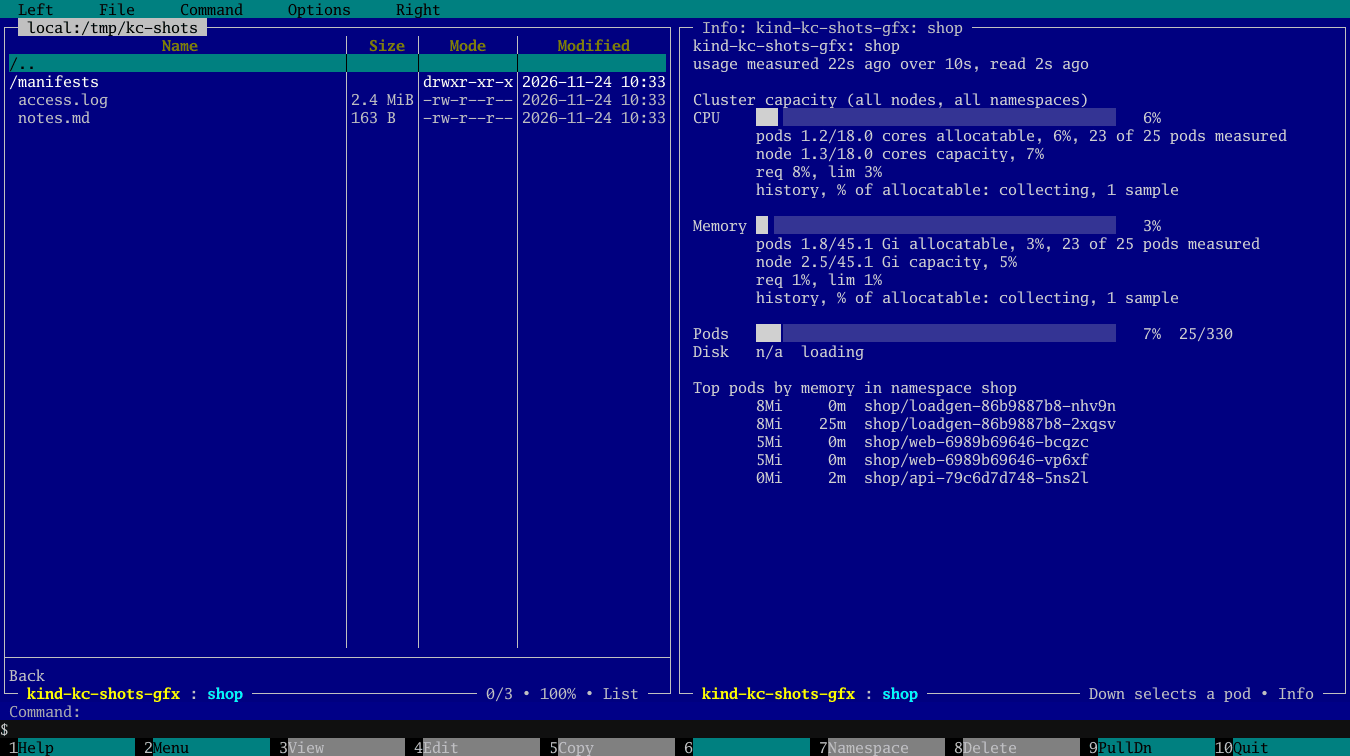 Left File Command Options Right
local:/tmp/kc-shots
Name Size Mode Modified
/..
/manifests drwxr-xr-x 2026-11-24 10:33
access.log 2.4 MiB -rw-r--r-- 2026-11-24 10:33
notes.md 163 B -rw-r--r-- 2026-11-24 10:33
Back
kind-kc-shots-gfx : shop 0/3 • 100% • List
Info: kind-kc-shots-gfx: shop
kind-kc-shots-gfx: shop
usage measured 22s ago over 10s, read 2s ago
Cluster capacity (all nodes, all namespaces)
CPU 6%
pods 1.2/18.0 cores allocatable, 6%, 23 of 25 pods measured
node 1.3/18.0 cores capacity, 7%
req 8%, lim 3%
history, % of allocatable: collecting, 1 sample
Memory 3%
pods 1.8/45.1 Gi allocatable, 3%, 23 of 25 pods measured
node 2.5/45.1 Gi capacity, 5%
req 1%, lim 1%
history, % of allocatable: collecting, 1 sample
Pods 7% 25/330
Disk n/a loading
Top pods by memory in namespace shop
8Mi 0m shop/loadgen-86b9887b8-nhv9n
8Mi 25m shop/loadgen-86b9887b8-2xqsv
5Mi 0m shop/web-6989b69646-bcqzc
5Mi 0m shop/web-6989b69646-vp6xf
0Mi 2m shop/api-79c6d7d748-5ns2l
kind-kc-shots-gfx : shop Down selects a pod • Info
Command:
$
1Help 2Menu 3View 4Edit 5Copy 6 7Namespace 8Delete 9PullDn 10Quit